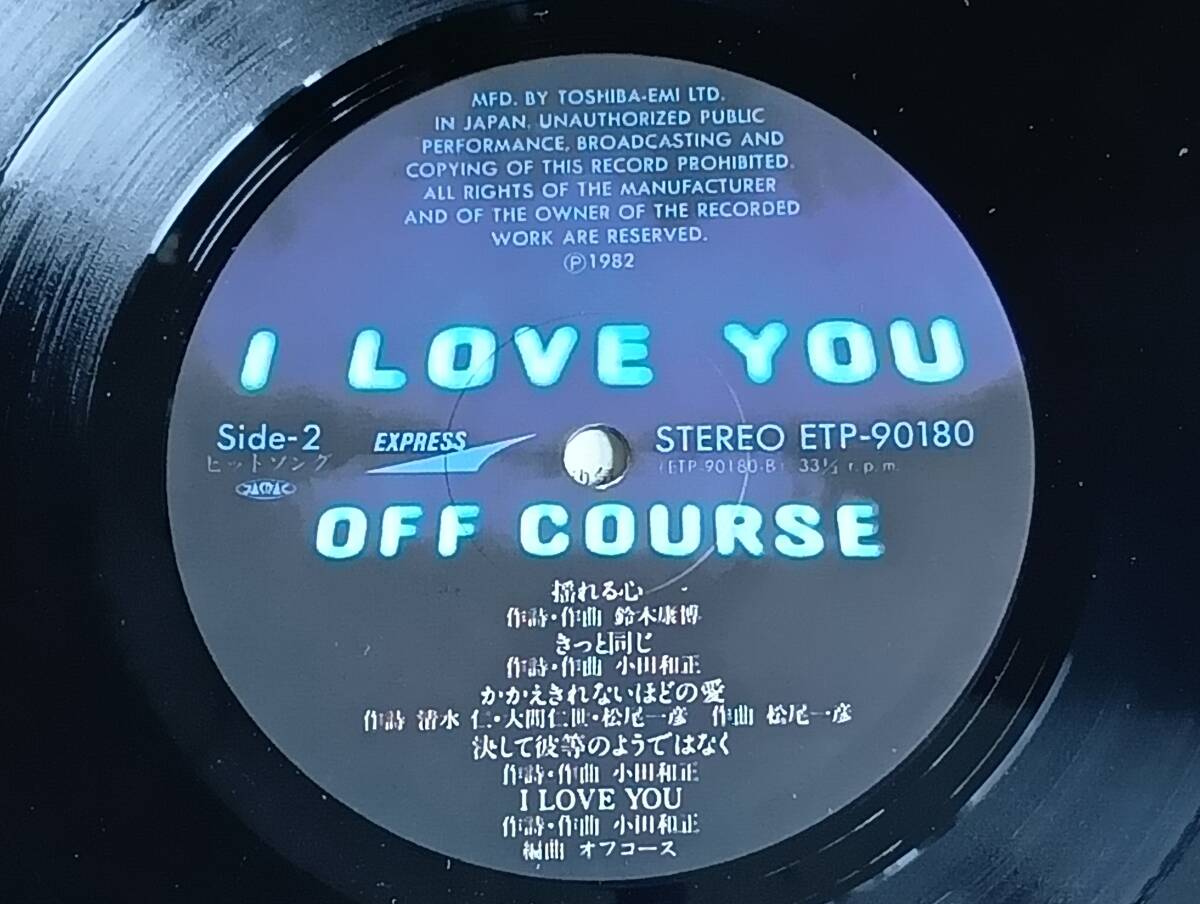 MFD. BY TOSHIBA-EMI LTD.
IN JAPAN. UNAUTHORIZED PUBLIC
PERFORMANCE, BROADCASTING AND
COPYING OF THIS RECORD PROHIBITED.
ALL RIGHTS OF THE MANUFACTURER
AND OF THE OWNER OF THE RECORDED
WORK ARE RESERVED.
Ⓟ1982
I LOVE YOU
Side-2 EXPRESS STEREO ETP-90180
ヒットソング (ETP-90180-B) 33⅓ r.p.m.
JASRAC
OFF COURSE
揺れる心
作詩・作曲 鈴木康博
きっと同じ
作詩・作曲 小田和正
かかえきれないほどの愛
作詩 清水 仁・大間仁世・松尾一彦 作曲 松尾一彦
決して彼等のようではなく
作詩・作曲 小田和正
I LOVE YOU
作詩・作曲 小田和正
編曲 オフコース